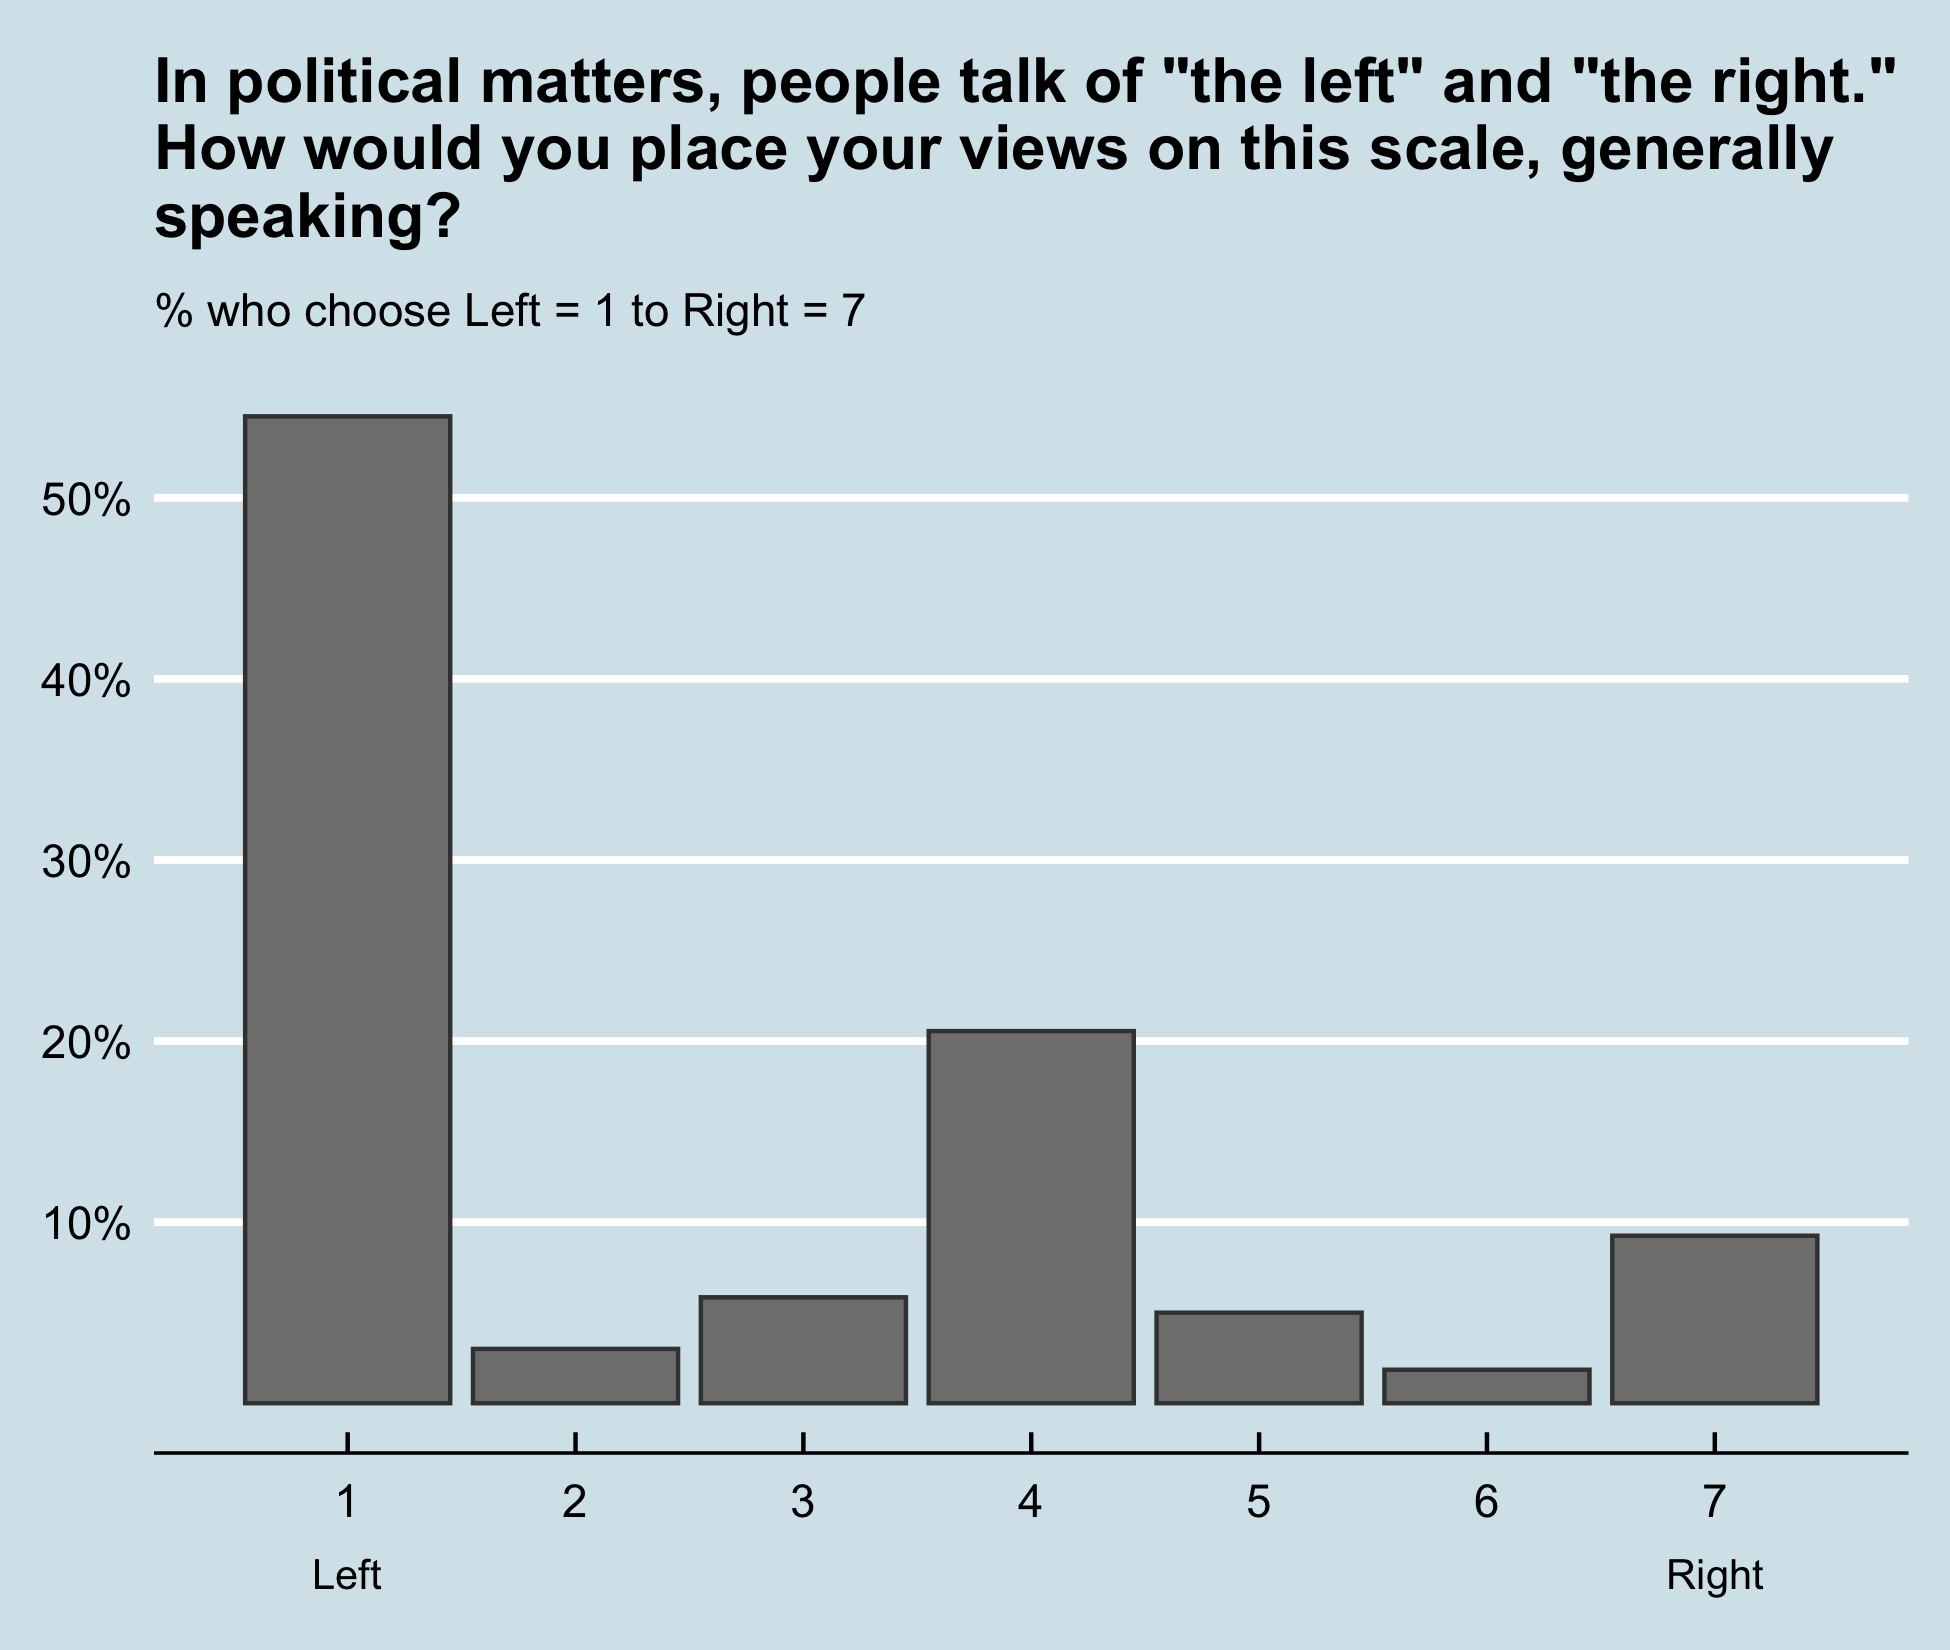 In political matters, people talk of "the left" and "the right."
How would you place your views on this scale, generally
speaking?
% who choose Left = 1 to Right = 7
50%
40%
30%
20%
10%
1 2 3 4 5 6 7
Left Right